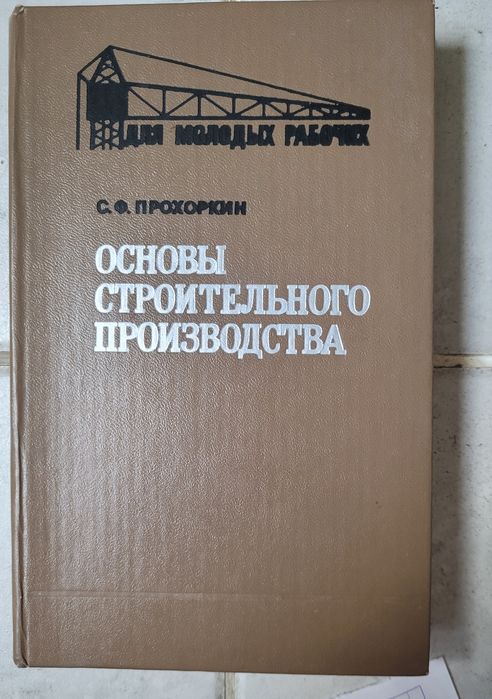 ДЛЯ МОЛОДЫХ РАБОЧИХ
С. Ф. ПРОХОРКИН
ОСНОВЫ
СТРОИТЕЛЬНОГО
ПРОИЗВОДСТВА